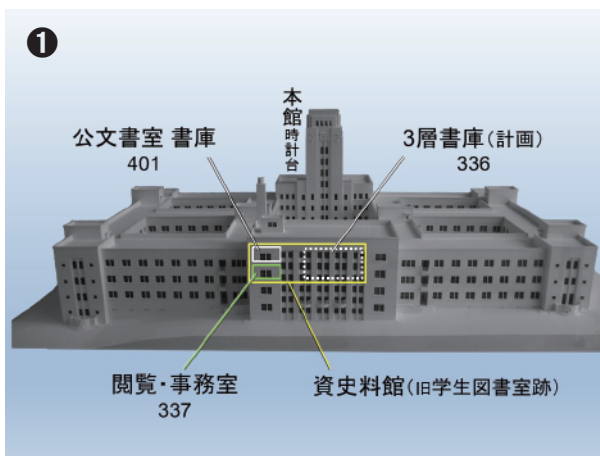 ❶
本館時計台
公文書室 書庫
401
3層書庫(計画)
336
閲覧・事務室
337
資史料館(旧学生図書室跡)